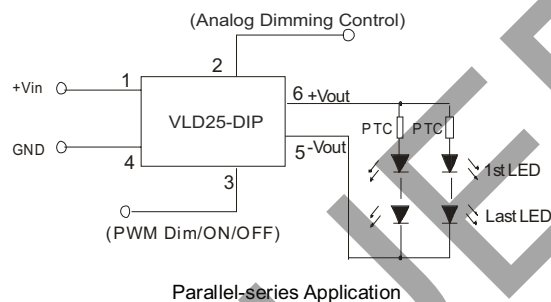 (Analog Dimming Control)
2
+Vin
1
6 +Vout
VLD25-DIP
PTC
PTC
GND
4
5 -Vout
1st LED
3
Last LED
(PWM Dim/ON/OFF)
Parallel-series Application